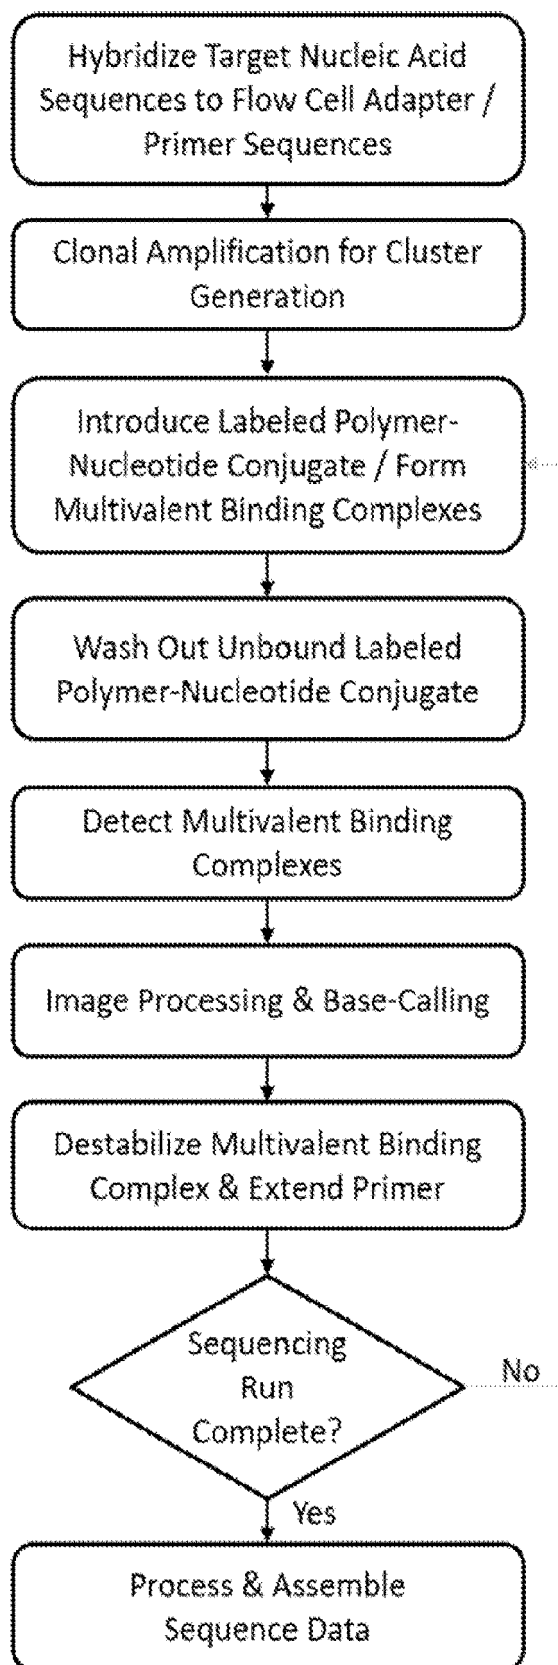 Hybridize Target Nucleic Acid
Sequences to Flow Cell Adapter /
Primer Sequences
Clonal Amplification for Cluster
Generation
Introduce Labeled Polymer-
Nucleotide Conjugate / Form
Multivalent Binding Complexes
Wash Out Unbound Labeled
Polymer-Nucleotide Conjugate
Detect Multivalent Binding
Complexes
Image Processing & Base-Calling
Destabilize Multivalent Binding
Complex & Extend Primer
Sequencing
Run
Complete?
No
Yes
Process & Assemble
Sequence Data